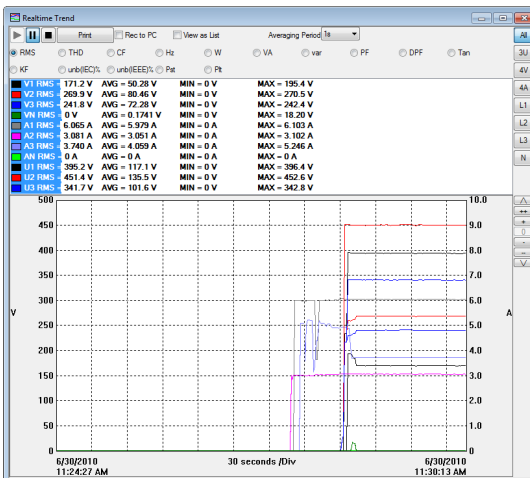 Realtime Trend
Print Rec to PC View as List Averaging Period 1s All
RMS THD CF Hz W VA var PF DPF Tan 3U
KF unb(IEC)% unb(IEEE)% Pst Plt 4V
V1 RMS = 171.2 V AVG = 50.28 V MIN = 0 V MAX = 195.4 V
V2 RMS = 269.9 V AVG = 80.46 V MIN = 0 V MAX = 270.5 V 4A
V3 RMS = 241.8 V AVG = 72.28 V MIN = 0 V MAX = 242.4 V
VN RMS = 0 V AVG = 0.1741 V MIN = 0 V MAX = 18.20 V L1
A1 RMS = 6.065 A AVG = 5.979 A MIN = 0 A MAX = 6.103 A
A2 RMS = 3.081 A AVG = 3.051 A MIN = 0 A MAX = 3.102 A L2
A3 RMS = 3.740 A AVG = 4.059 A MIN = 0 A MAX = 5.246 A
AN RMS = 0 A AVG = 0 A MIN = 0 A MAX = 0 A L3
U1 RMS = 395.2 V AVG = 117.1 V MIN = 0 V MAX = 396.4 V
U2 RMS = 451.4 V AVG = 135.5 V MIN = 0 V MAX = 452.6 V N
U3 RMS = 341.7 V AVG = 101.6 V MIN = 0 V MAX = 342.8 V
500 10.0
++
450 9.0 +
0
400 8.0 -
--
350 7.0
300 6.0
V A
250 5.0
200 4.0
150 3.0
100 2.0
50 1.0
0 0
6/30/2010 30 seconds /Div 6/30/2010
11:24:27 AM 11:30:13 AM